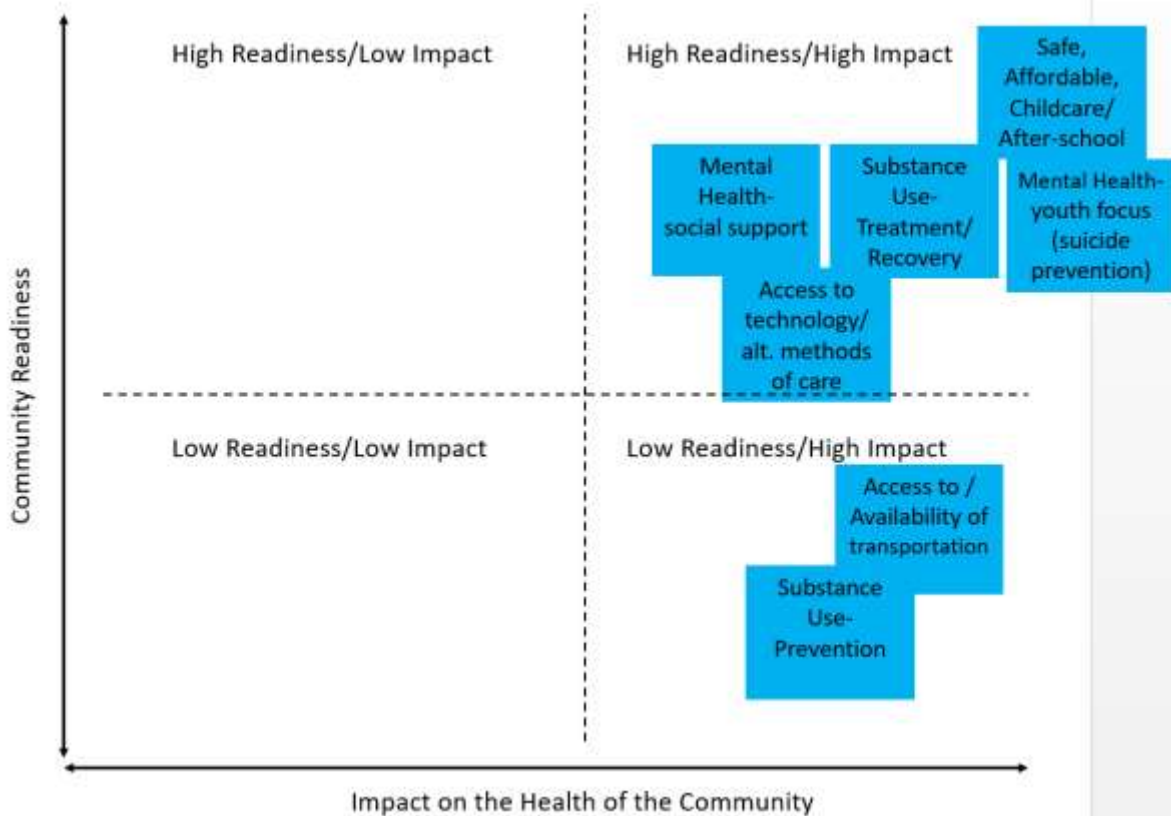 High Readiness/Low Impact
High Readiness/High Impact
Safe,
Affordable,
Childcare/
After-school
Mental
Health-
social support
Substance
Use-
Treatment/
Recovery
Mental Health-
youth focus
(suicide
prevention)
Access to
technology/
alt. methods
of care
Community Readiness
Low Readiness/Low Impact
Low Readiness/High Impact
Access to /
Availability of
transportation
Substance
Use-
Prevention
Impact on the Health of the Community